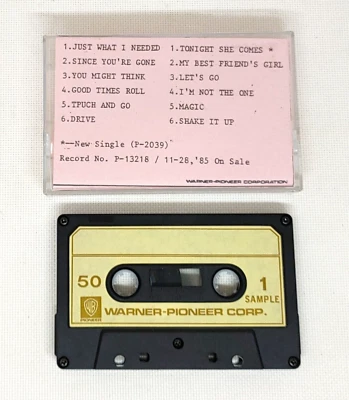 1.JUST WHAT I NEEDED 1.TONIGHT SHE COMES *
2.SINCE YOU'RE GONE 2.MY BEST FRIEND'S GIRL
3.YOU MIGHT THINK 3.LET'S GO
4.GOOD TIMES ROLL 4.I'M NOT THE ONE
5.TPUCH AND GO 5.MAGIC
6.DRIVE 6.SHAKE IT UP
*--New Single (P-2039)
Record No. P-13218 / 11-28,'85 On Sale
WARNER-PIONEER CORPORATION
50 1
SAMPLE
WB
PIONEER
WARNER-PIONEER CORP.